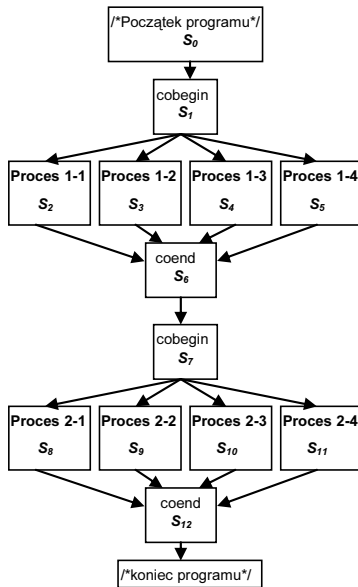 /*Początek programu*/
S0
cobegin
S1
Proces 1-1 Proces 1-2 Proces 1-3 Proces 1-4
S2 S3 S4 S5
coend
S6
cobegin
S7
Proces 2-1 Proces 2-2 Proces 2-3 Proces 2-4
S8 S9 S10 S11
coend
S12
/*koniec programu*/